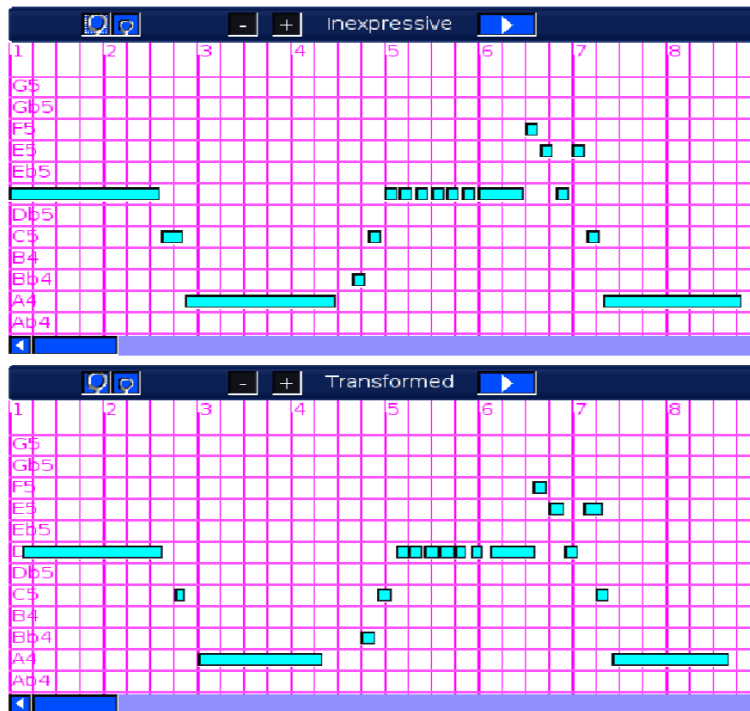 - + Inexpressive
1 2 3 4 5 6 7 8
G5
Gb5
F5
E5
Eb5
Db5
C5
B4
Bb4
A4
Ab4
- + Transformed
1 2 3 4 5 6 7 8
G5
Gb5
F5
E5
Eb5
D
Db5
C5
B4
Bb4
A4
Ab4